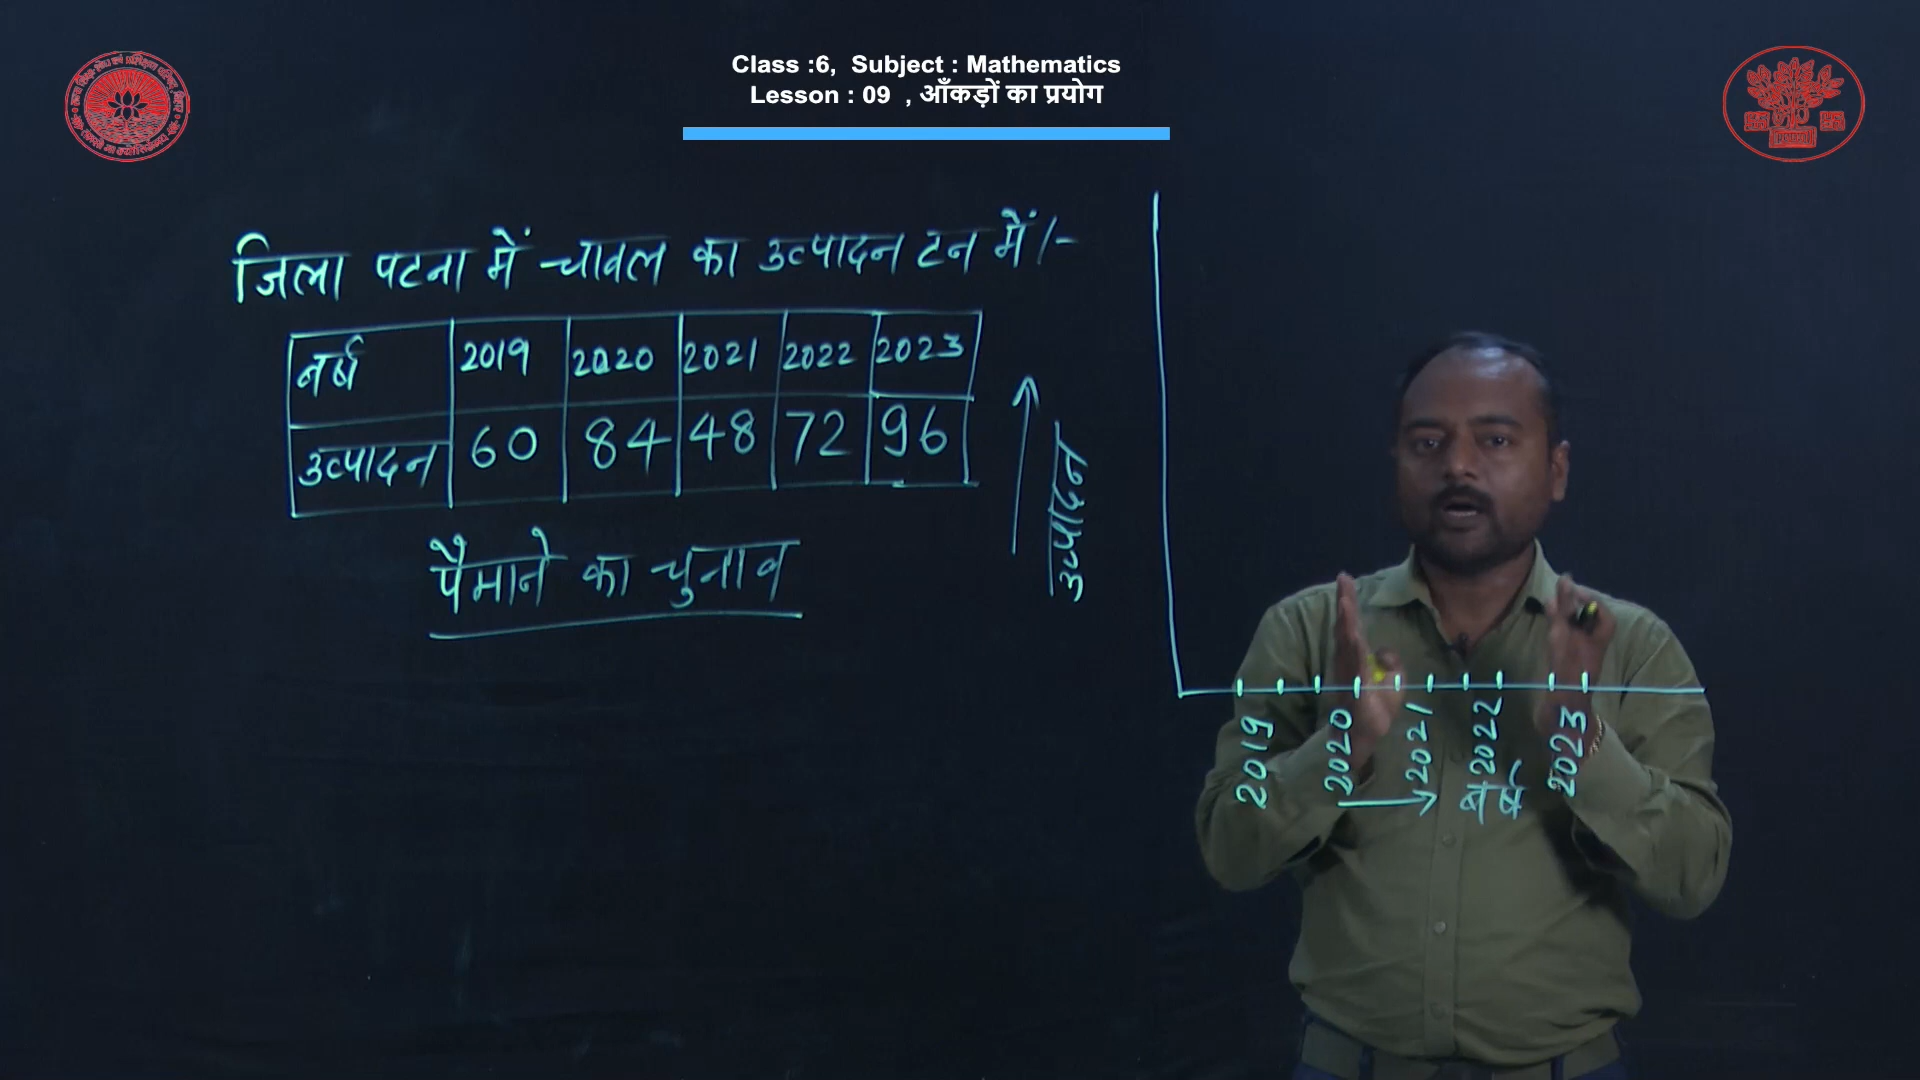 Class :6, Subject : Mathematics
Lesson : 09 , आँकड़ों का प्रयोग
जिला पटना में चावल का उत्पादन टन में:-
वर्ष 2019 2020 2021 2022 2023
उत्पादन 60 84 48 72 96
पैमाने का चुनाव
उत्पादन
2019 2020 2021 2022 2023
वर्ष